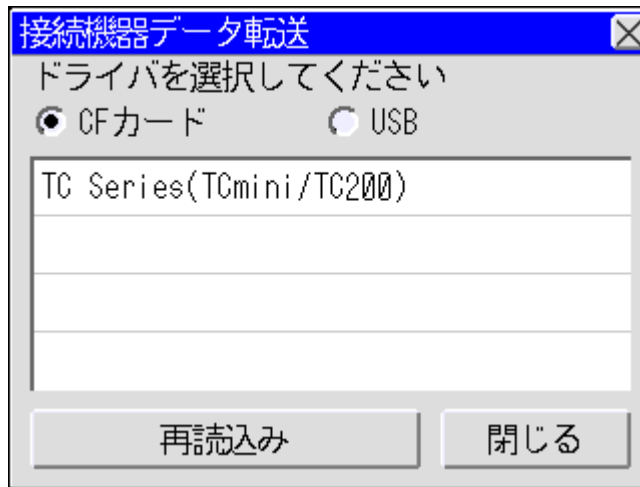 接続機器データ転送
ドライバを選択してください
CFカード USB
TC Series(TCmini/TC200)
再読込み 閉じる